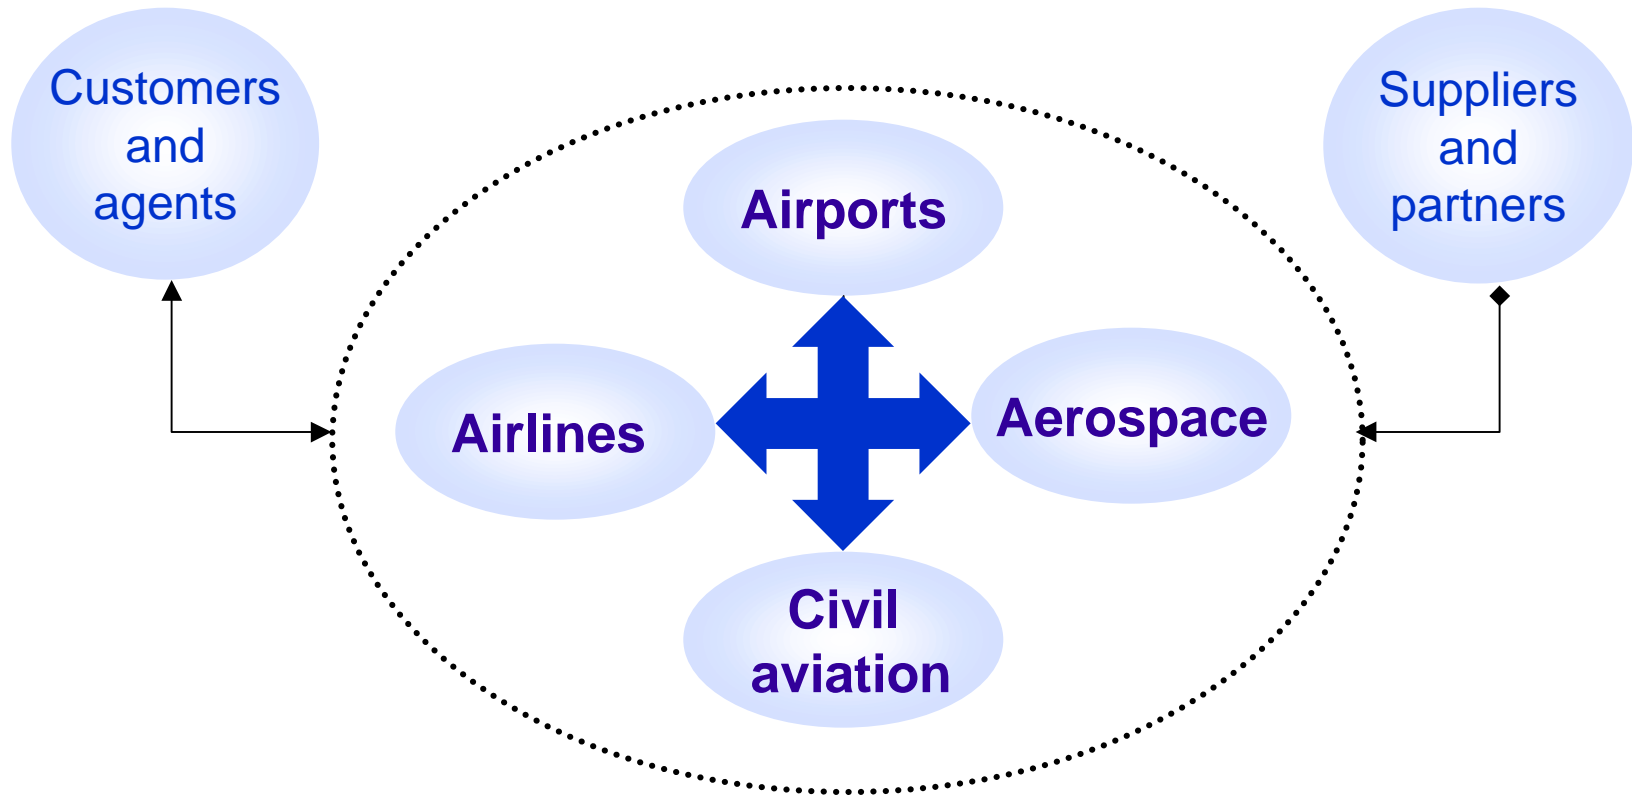 Customers
and
agents
Suppliers
and
partners
Airports
Airlines
Aerospace
Civil
aviation